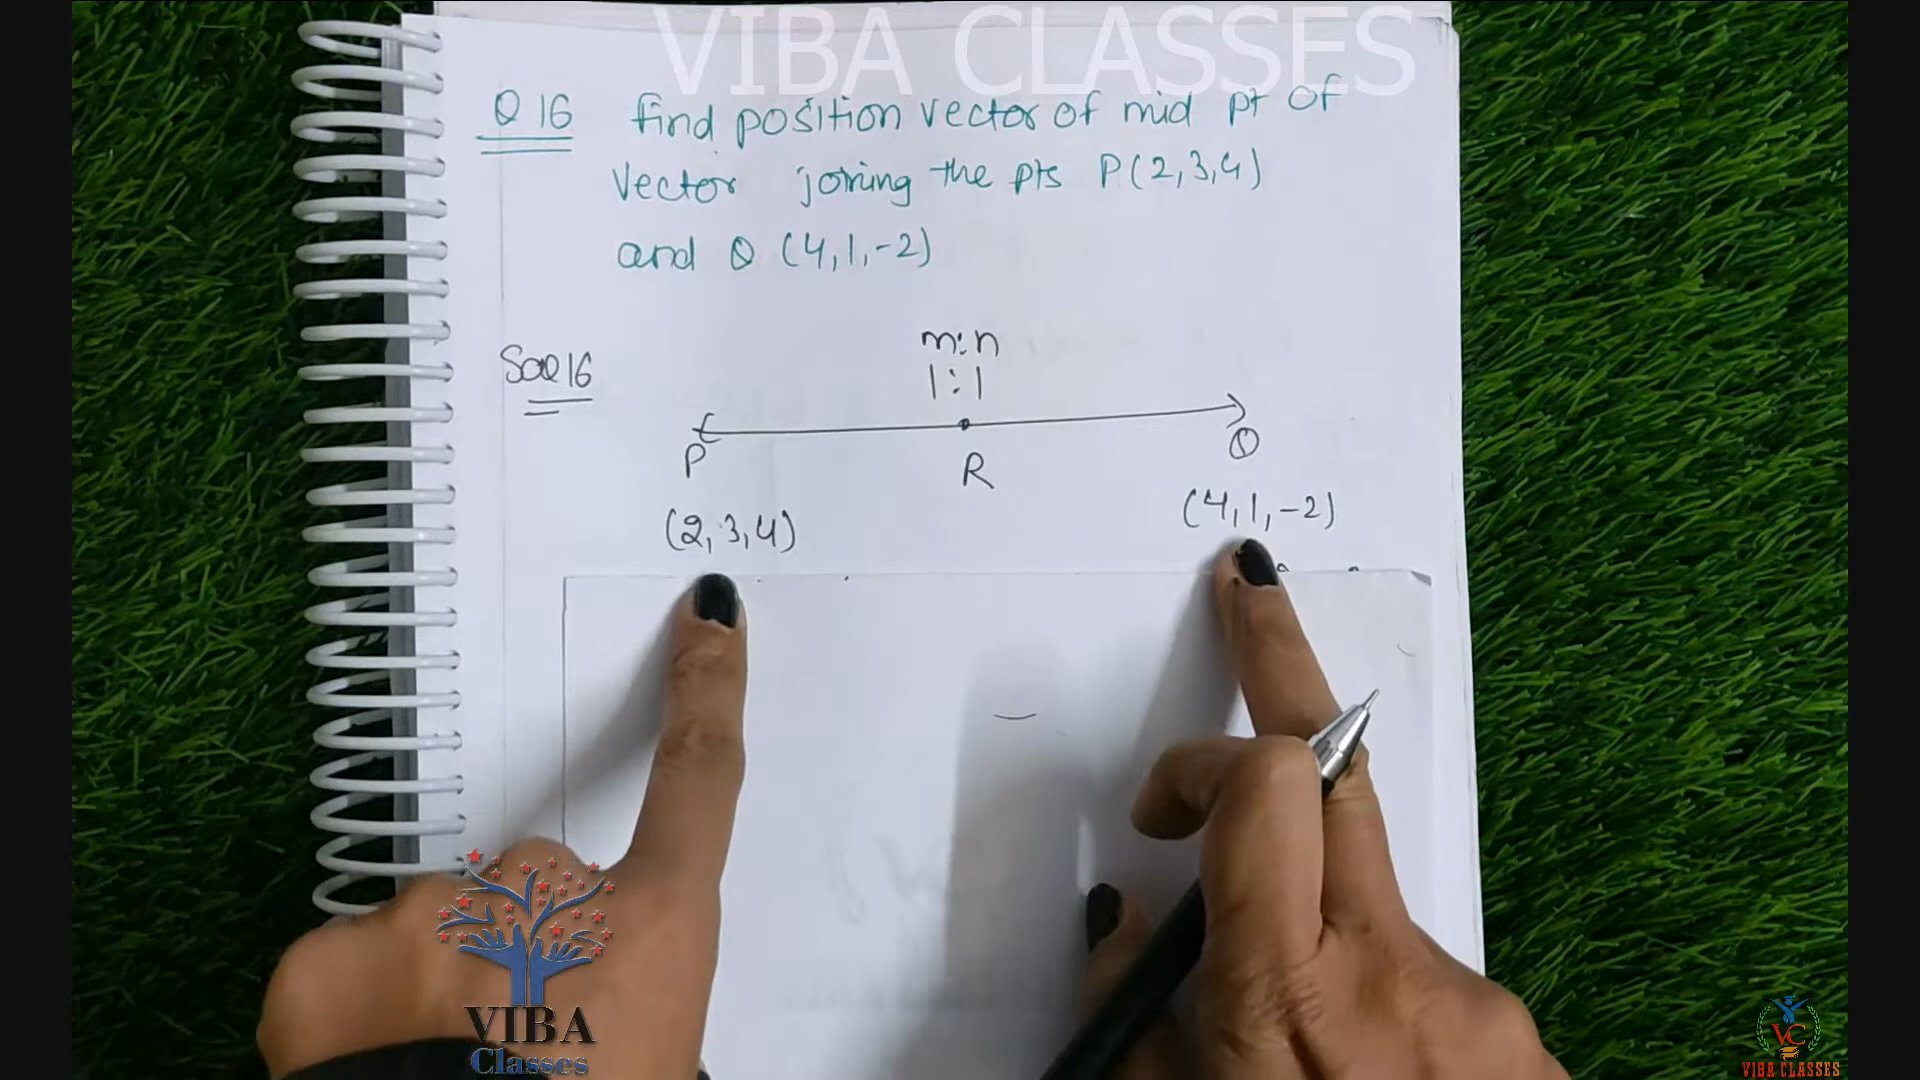 VIBA CLASSES
Q 16 find position vector of mid pt of
vector joining the pts P(2,3,4)
and Q (4,1,-2)
m:n
1:1
Sol 16
P
R
Q
(2,3,4)
(4,1,-2)
VIBA
Classes
VC
VIBA CLASSES